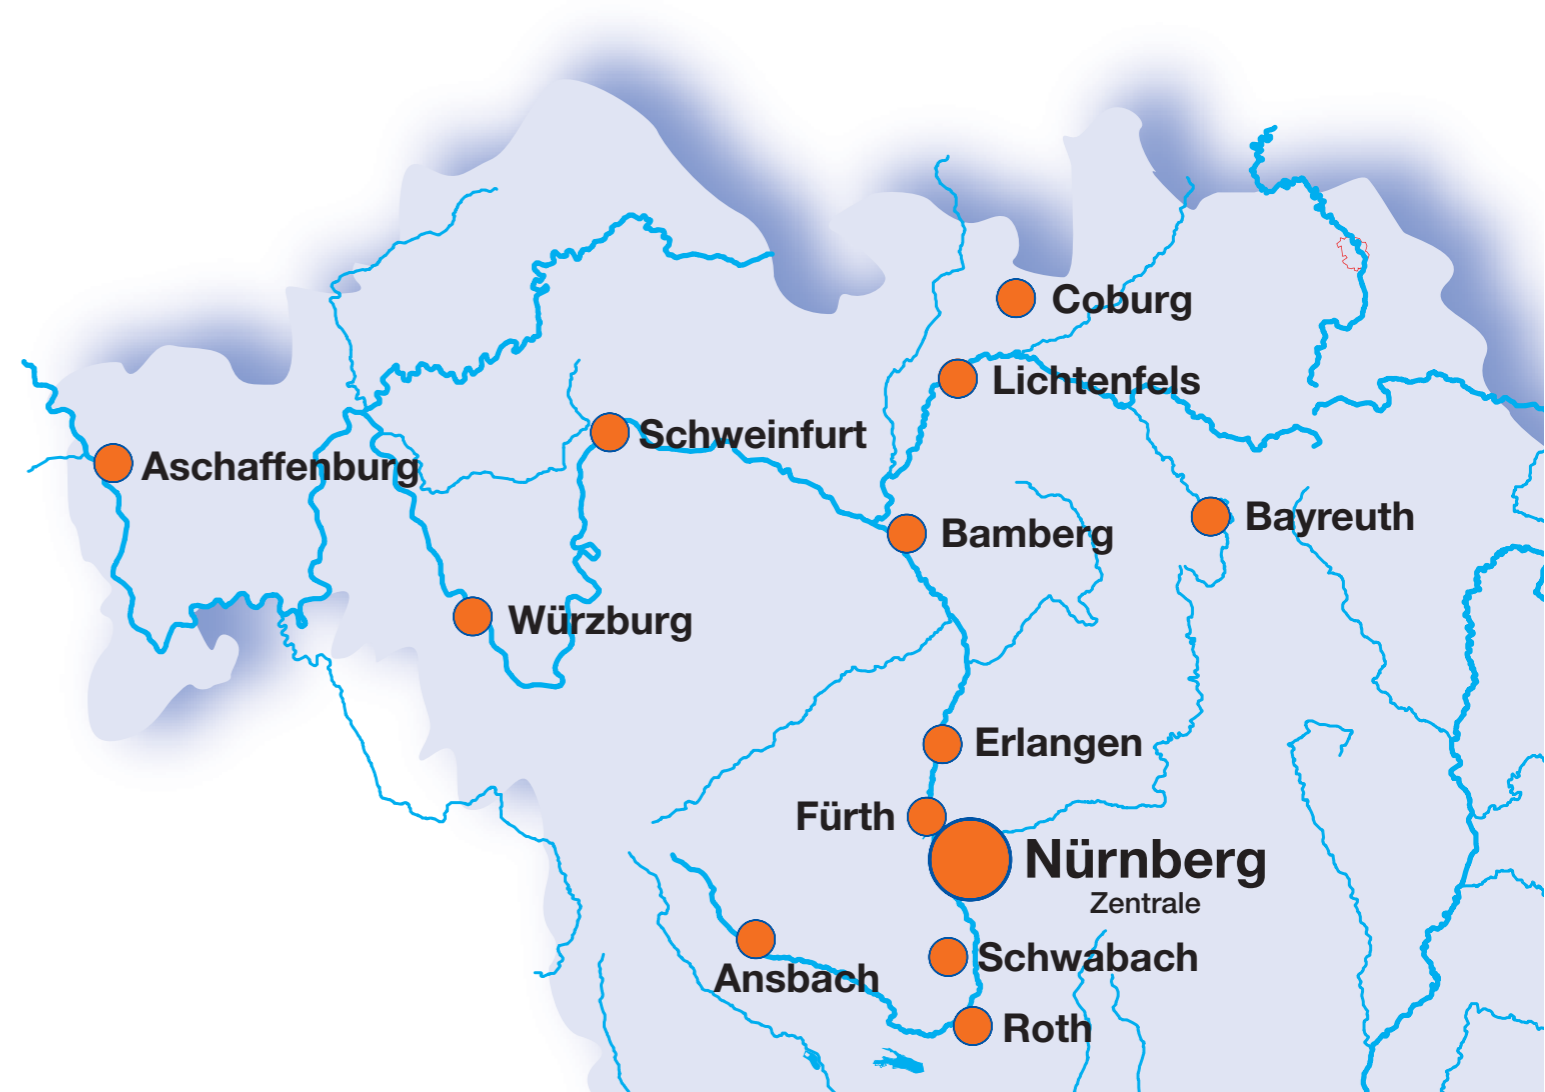 Coburg
Lichtenfels
Schweinfurt
Aschaffenburg
Bayreuth
Bamberg
Würzburg
Erlangen
Fürth
Nürnberg
Zentrale
Schwabach
Ansbach
Roth